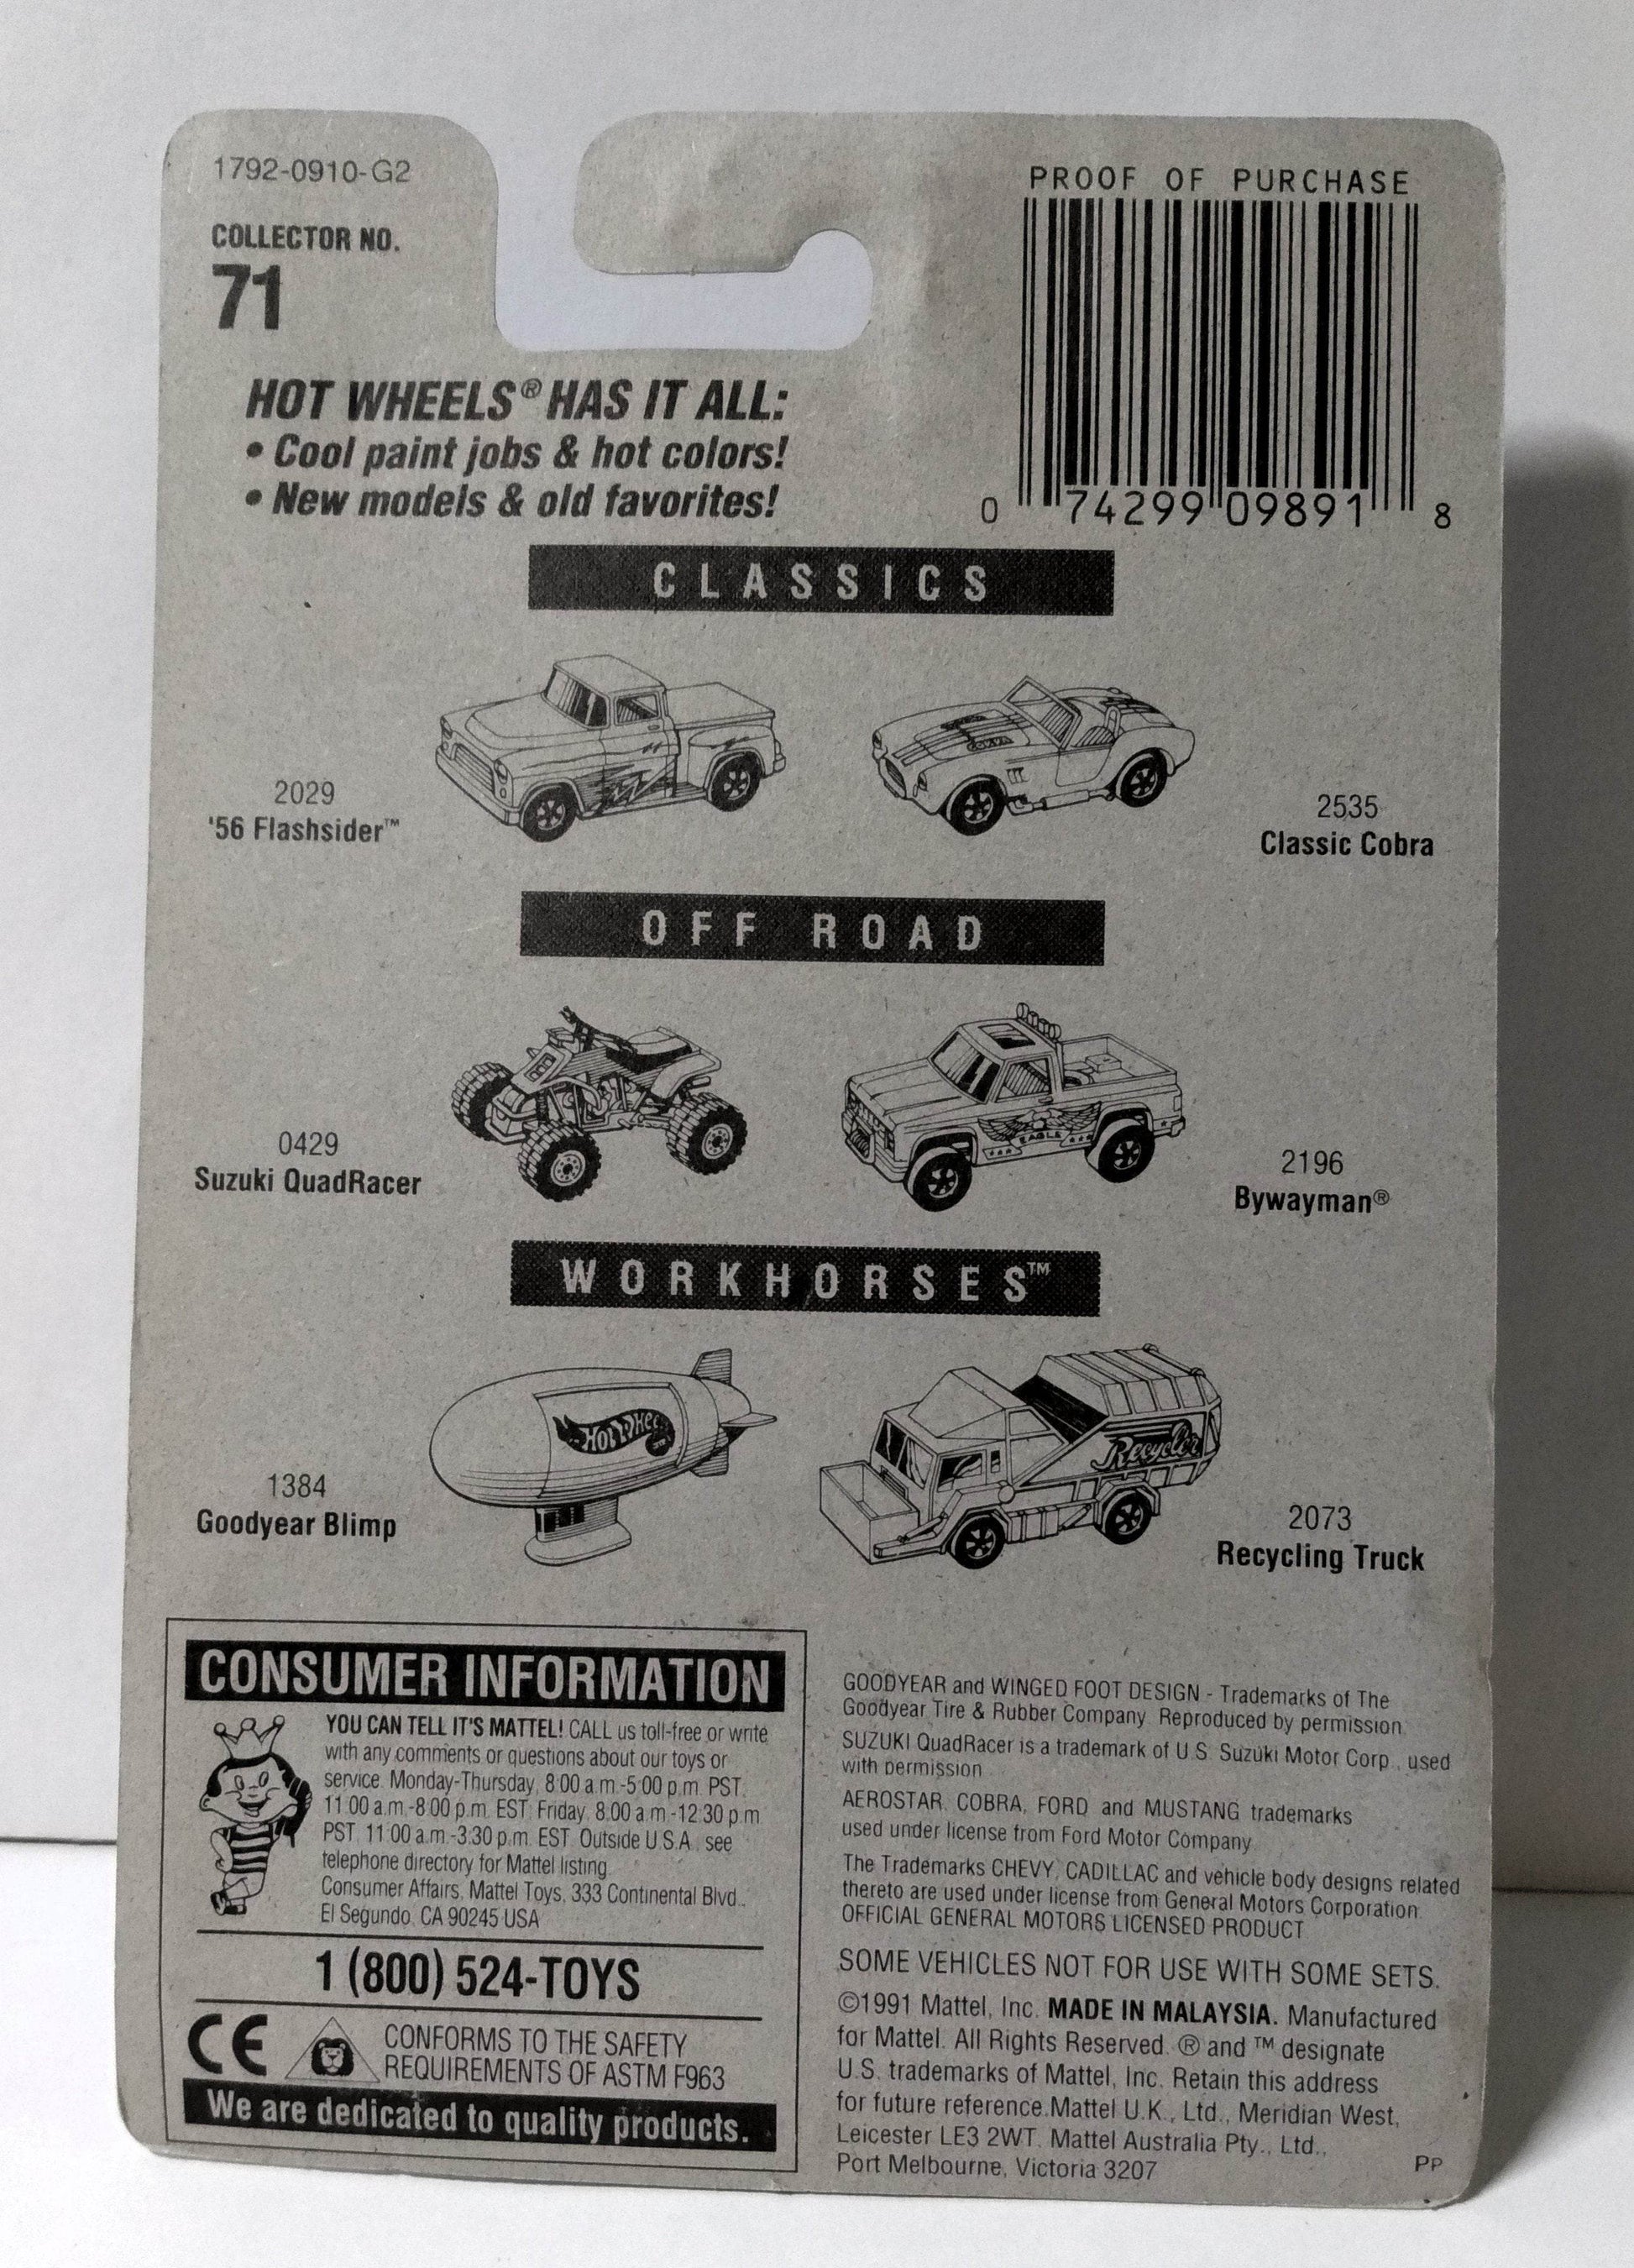 1792-0910-G2
COLLECTOR NO.
71
PROOF OF PURCHASE
0 74299 09891 8
HOT WHEELS® HAS IT ALL:
• Cool paint jobs & hot colors!
• New models & old favorites!
CLASSICS
2029
'56 Flashsider™
2535
Classic Cobra
OFF ROAD
0429
Suzuki QuadRacer
EAGLE
2196
Bywayman®
WORKHORSES™
Hot Wheels
1384
Goodyear Blimp
Recycler
2073
Recycling Truck
CONSUMER INFORMATION
YOU CAN TELL IT'S MATTEL! CALL us toll-free or write
with any comments or questions about our toys or
service. Monday-Thursday, 8:00 a.m.-5:00 p.m. PST,
11:00 a.m.-8:00 p.m. EST; Friday, 8:00 a.m.-12:30 p.m.
PST, 11:00 a.m.-3:30 p.m. EST. Outside U.S.A., see
telephone directory for Mattel listing.
Consumer Affairs, Mattel Toys, 333 Continental Blvd.,
El Segundo, CA 90245 USA
1 (800) 524-TOYS
CE
CONFORMS TO THE SAFETY
REQUIREMENTS OF ASTM F963
We are dedicated to quality products.
GOODYEAR and WINGED FOOT DESIGN - Trademarks of The
Goodyear Tire & Rubber Company. Reproduced by permission.
SUZUKI QuadRacer is a trademark of U.S. Suzuki Motor Corp., used
with permission.
AEROSTAR, COBRA, FORD and MUSTANG trademarks
used under license from Ford Motor Company.
The Trademarks CHEVY, CADILLAC and vehicle body designs related
thereto are used under license from General Motors Corporation.
OFFICIAL GENERAL MOTORS LICENSED PRODUCT
SOME VEHICLES NOT FOR USE WITH SOME SETS.
©1991 Mattel, Inc. MADE IN MALAYSIA. Manufactured
for Mattel. All Rights Reserved. ® and ™ designate
U.S. trademarks of Mattel, Inc. Retain this address
for future reference. Mattel U.K., Ltd., Meridian West,
Leicester LE3 2WT. Mattel Australia Pty., Ltd.,
Port Melbourne, Victoria 3207
PP